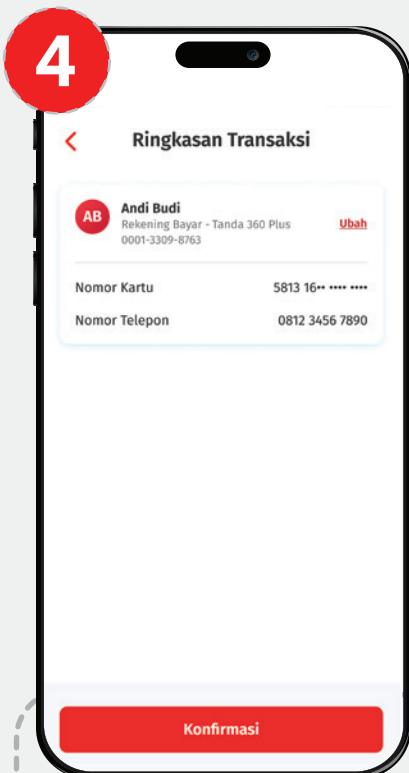 4
Ringkasan Transaksi
AB
Andi Budi
Rekening Bayar - Tanda 360 Plus
0001-3309-8763
Ubah
Nomor Kartu 5813 16•• •••• ••••
Nomor Telepon 0812 3456 7890
Konfirmasi